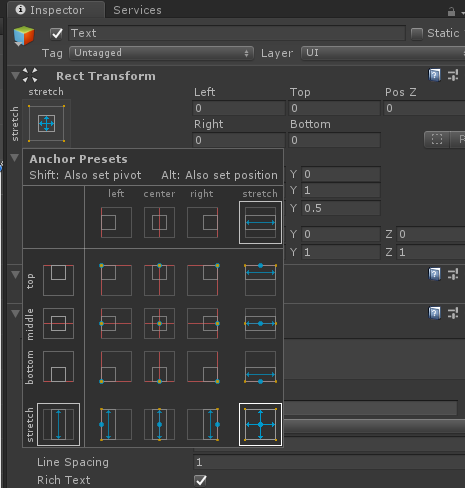 Inspector Services
Text Static
Tag Untagged Layer UI
Rect Transform
stretch Left Top Pos Z
stretch
0 0 0
Right Bottom
0 0
Anchor Presets
Shift: Also set pivot Alt: Also set position
Y 0
left center right stretch
Y 1
Y 0.5
Y 0 Z 0
Y 1 Z 1
top
middle
bottom
stretch
Line Spacing 1
Rich Text